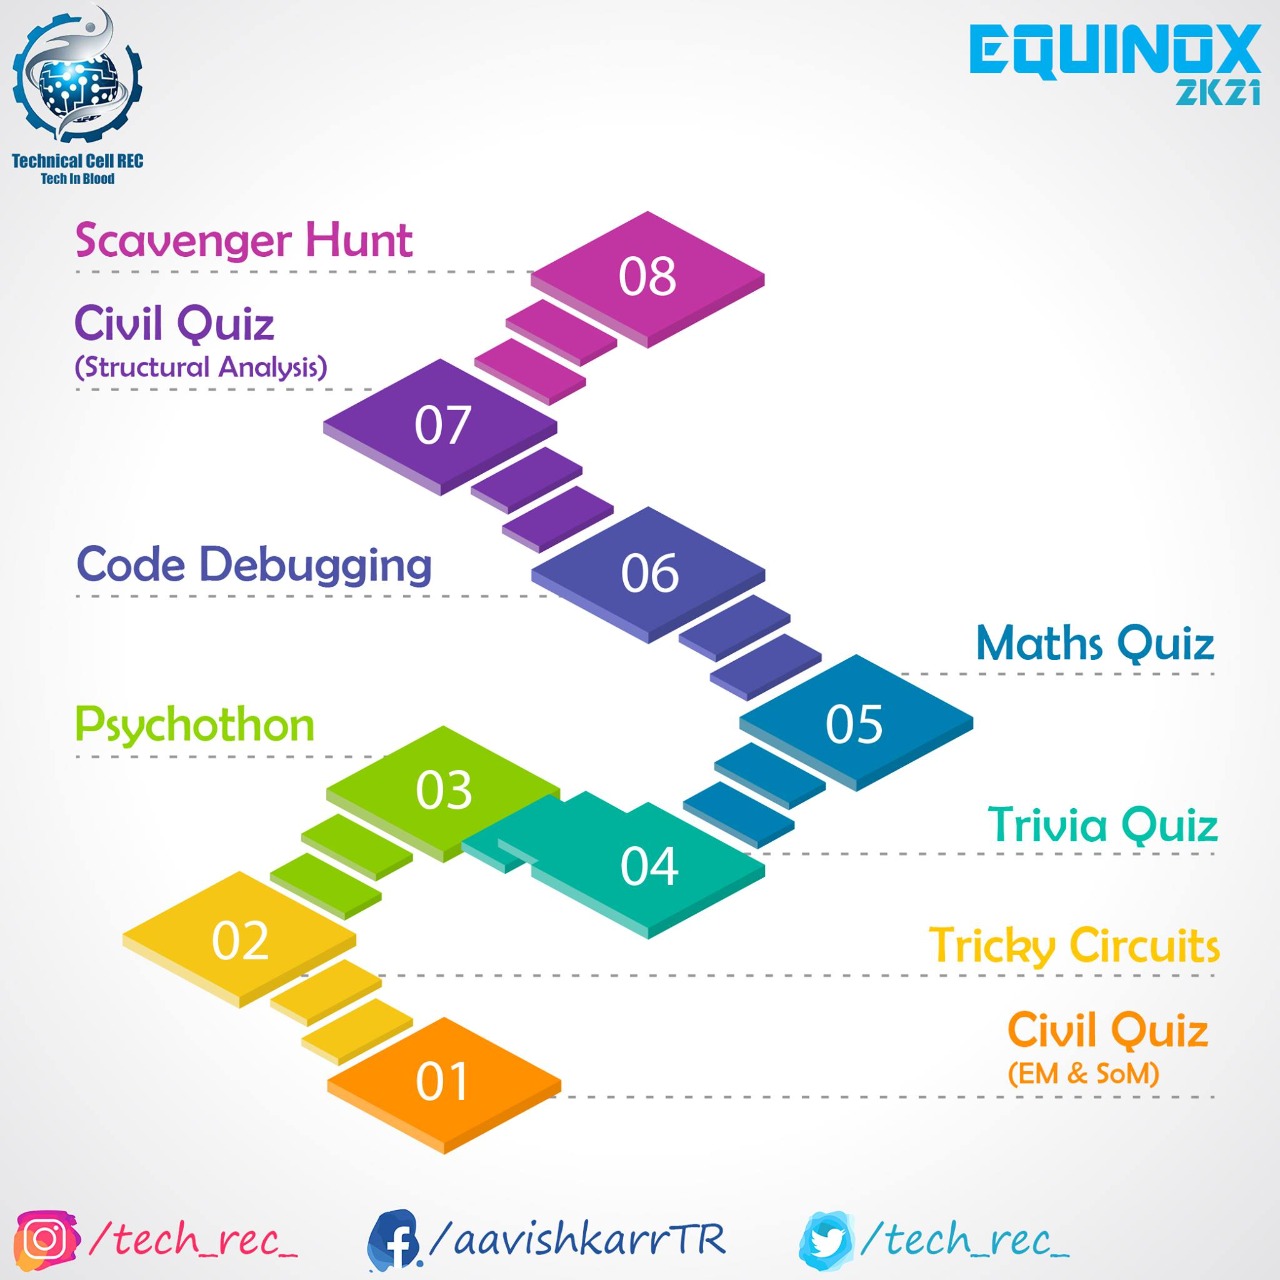 Technical Cell REC
Tech In Blood
EQUINOX
2K21
Scavenger Hunt
08
Civil Quiz
(Structural Analysis)
07
Code Debugging
06
Maths Quiz
05
Psychothon
03
Trivia Quiz
04
Tricky Circuits
02
Civil Quiz
(EM & SoM)
01
/tech_rec_
/aavishkarrTR
/tech_rec_